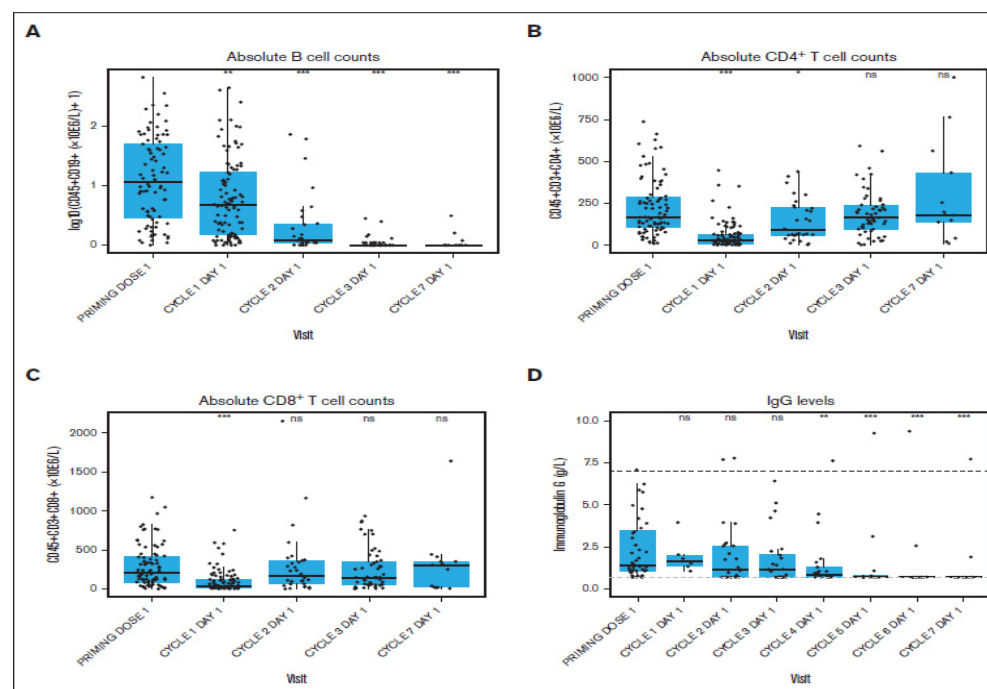 A
Absolute B cell counts
** *** *** ***
log10(CD45+CD19+ (×10E6/L)+ 1)
2
1
0
PRIMING DOSE 1
CYCLE 1 DAY 1
CYCLE 2 DAY 1
CYCLE 3 DAY 1
CYCLE 7 DAY 1
Visit
B
Absolute CD4+ T cell counts
*** * ns ns
CD45+CD3+CD4+ (×10E6/L)
1000
750
500
250
0
PRIMING DOSE 1
CYCLE 1 DAY 1
CYCLE 2 DAY 1
CYCLE 3 DAY 1
CYCLE 7 DAY 1
Visit
C
Absolute CD8+ T cell counts
*** ns ns ns
CD45+CD3+CD8+ (×10E6/L)
2000
1500
1000
500
0
PRIMING DOSE 1
CYCLE 1 DAY 1
CYCLE 2 DAY 1
CYCLE 3 DAY 1
CYCLE 7 DAY 1
Visit
D
IgG levels
ns ns ns ** *** *** ***
Immunoglobulin G (g/L)
10.0
7.5
5.0
2.5
0.0
PRIMING DOSE 1
CYCLE 1 DAY 1
CYCLE 2 DAY 1
CYCLE 3 DAY 1
CYCLE 4 DAY 1
CYCLE 5 DAY 1
CYCLE 6 DAY 1
CYCLE 7 DAY 1
Visit